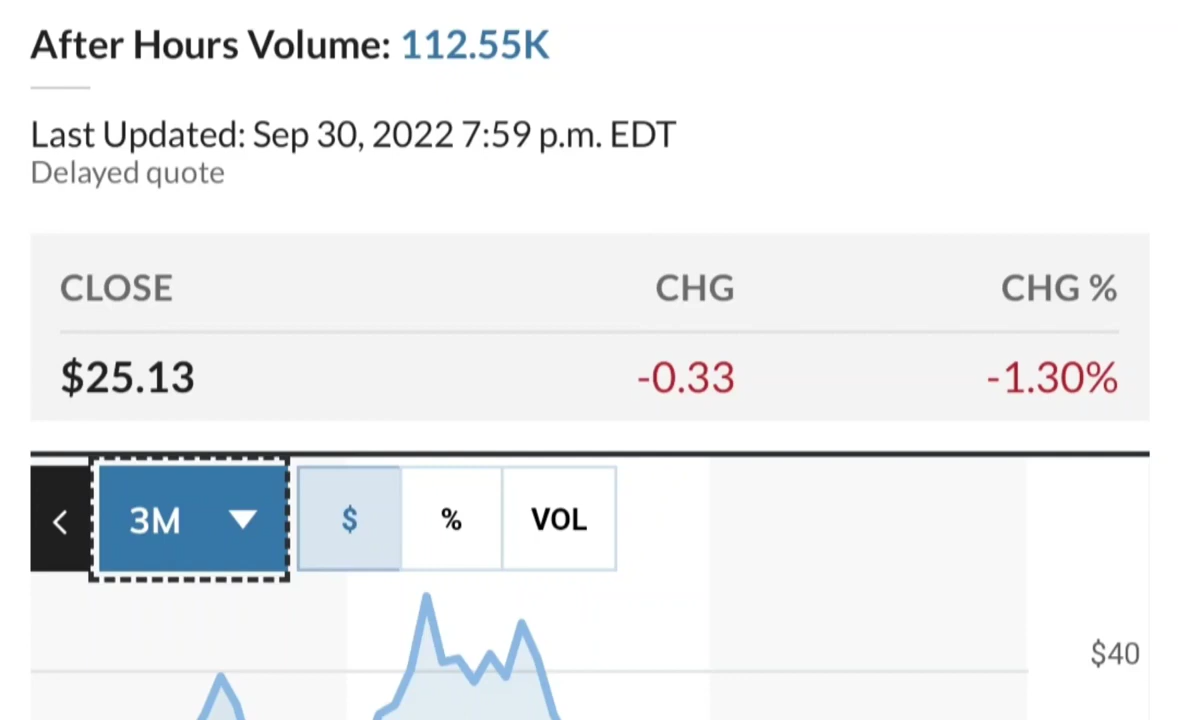 After Hours Volume: 112.55K
Last Updated: Sep 30, 2022 7:59 p.m. EDT
Delayed quote
CLOSE CHG CHG %
$25.13 -0.33 -1.30%
3M $ % VOL
$40